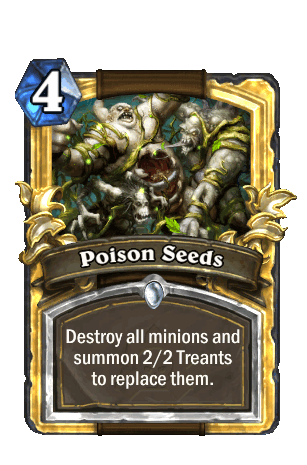 4
Poison Seeds
Destroy all minions and
summon 2/2 Treants
to replace them.